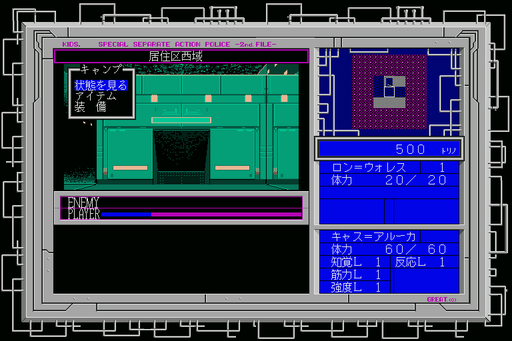 KIDS. SPECIAL SEPARATE ACTION POLICE -2nd FILE-
居住区西域
キャンプ
状態を見る
アイテム
装 備
500 トリノ
ロン=ウォレス 1
体力 20/ 20
ENEMY
PLAYER
キャス=アルーカ
体力 60/ 60
知覚L 1 反応L 1
筋力L 1
強度L 1
GREAT.